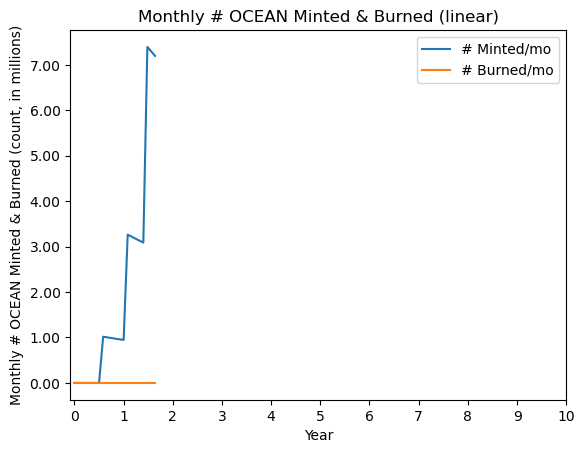 Monthly # OCEAN Minted & Burned (linear)
Monthly # OCEAN Minted & Burned (count, in millions)
7.00
6.00
5.00
4.00
3.00
2.00
1.00
0.00
# Minted/mo
# Burned/mo
0 1 2 3 4 5 6 7 8 9 10
Year